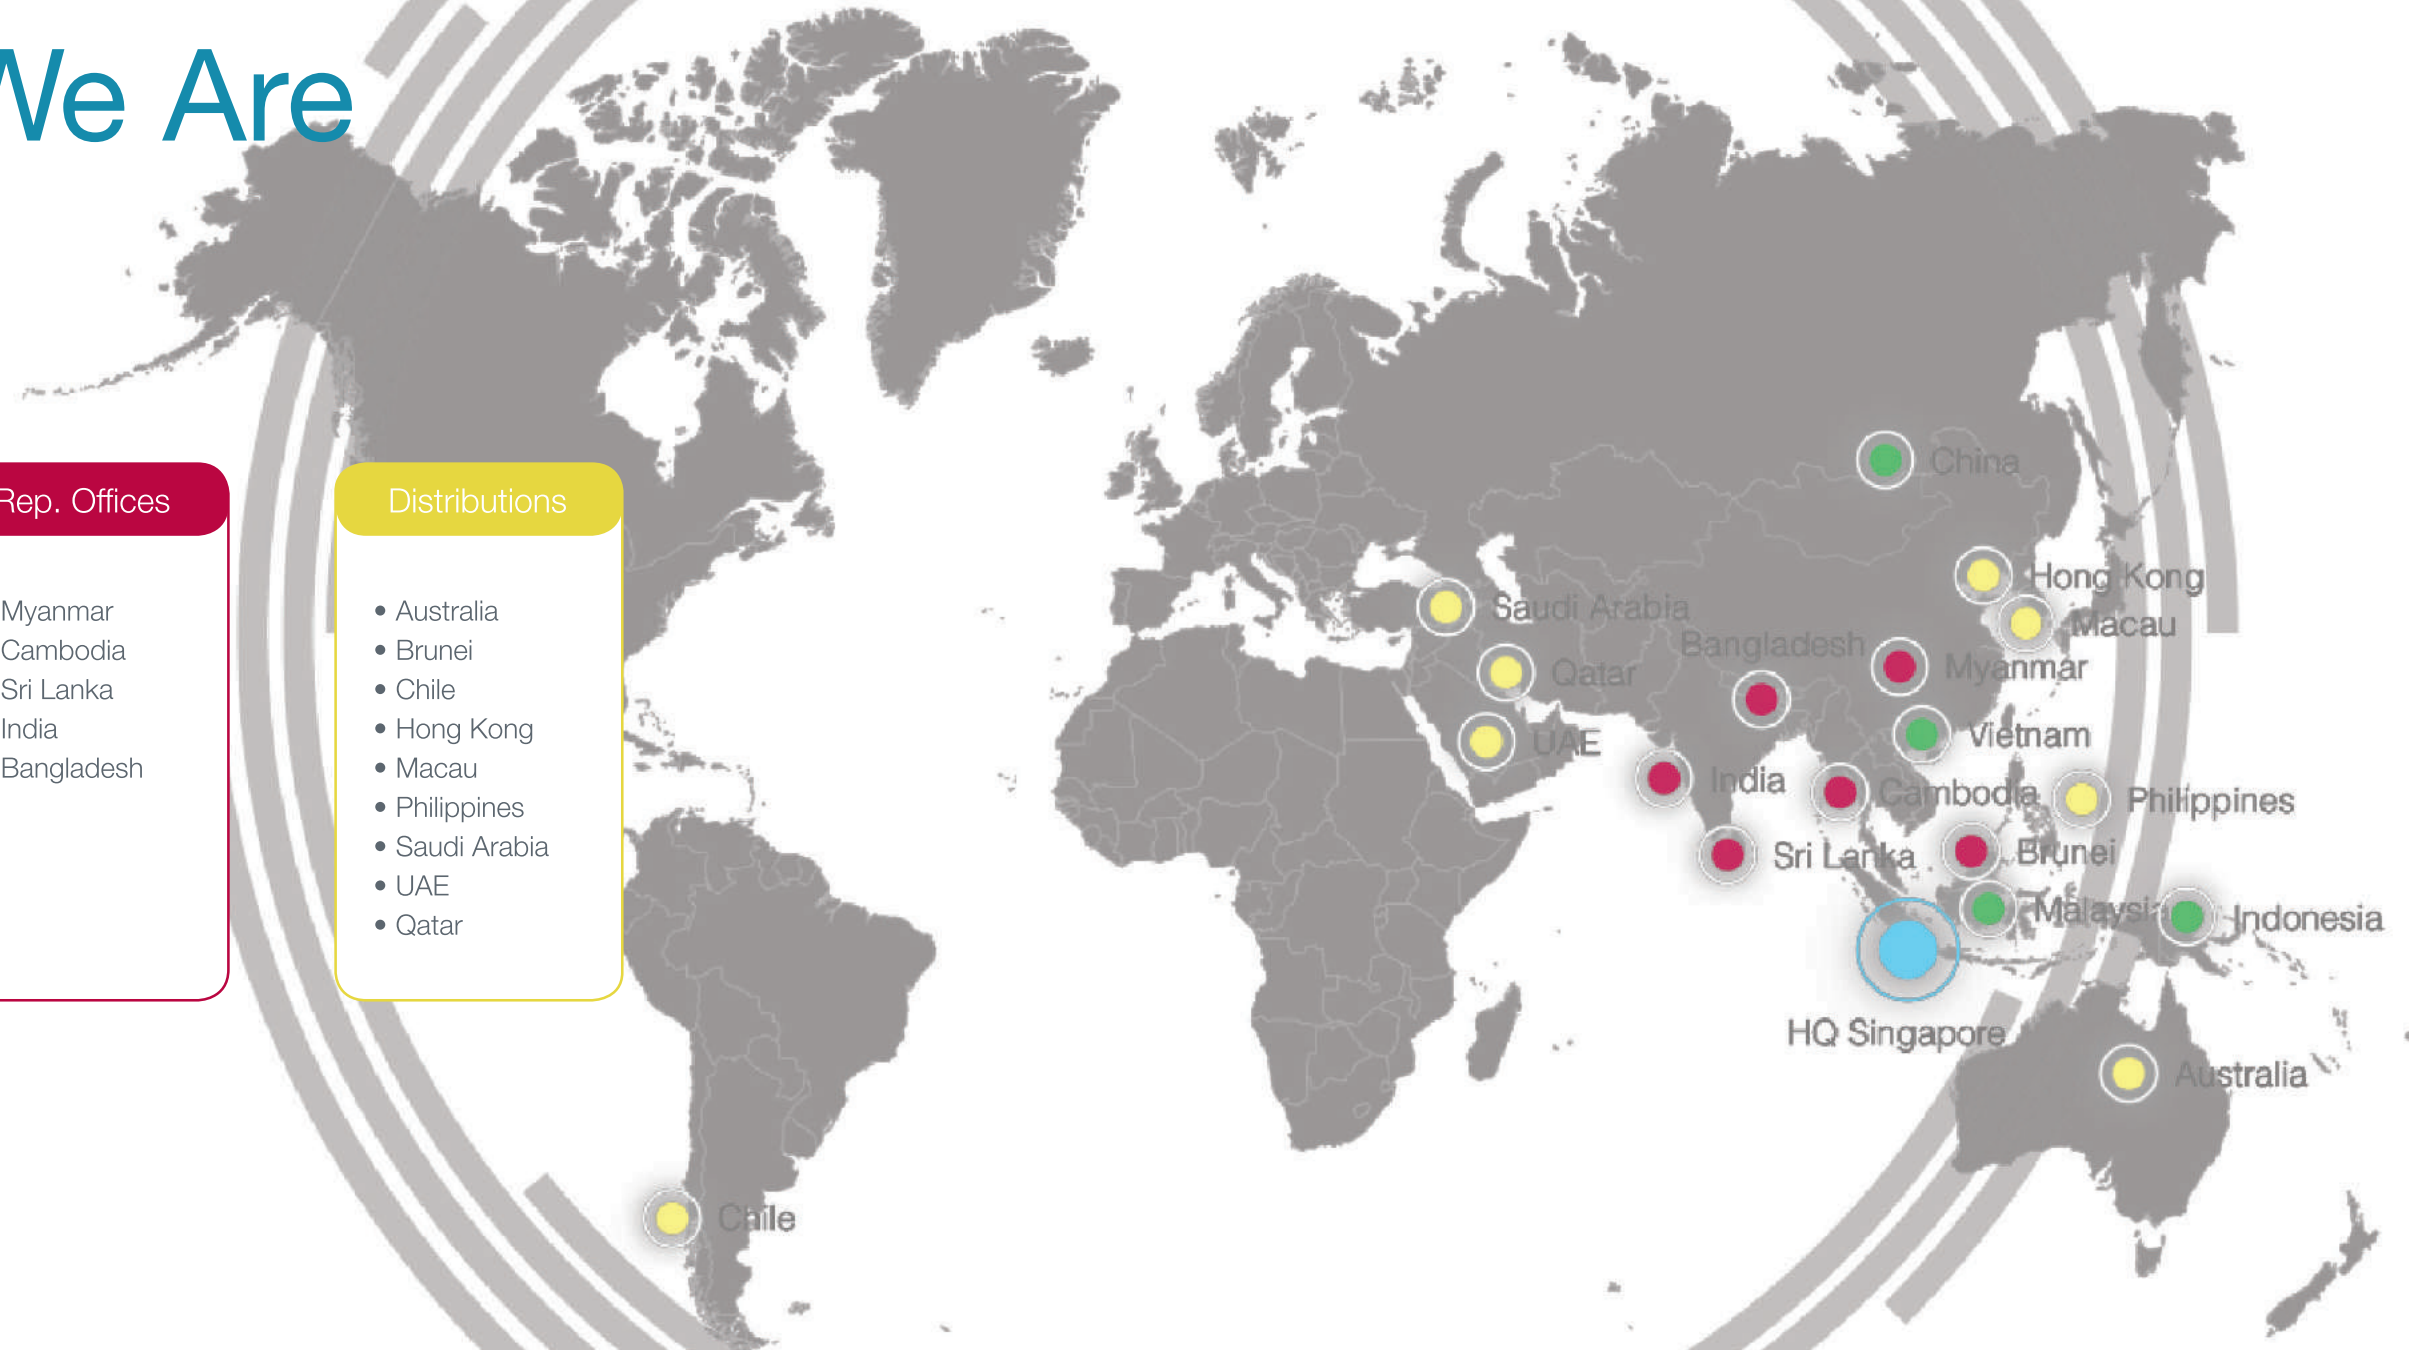 We Are
Rep. Offices
Myanmar
Cambodia
Sri Lanka
India
Bangladesh
Distributions
• Australia
• Brunei
• Chile
• Hong Kong
• Macau
• Philippines
• Saudi Arabia
• UAE
• Qatar
China
Hong Kong
Saudi Arabia
Macau
Bangladesh
Myanmar
Qatar
Vietnam
UAE
India
Cambodia
Philippines
Sri Lanka
Brunei
Malaysia
Indonesia
HQ Singapore
Australia
Chile